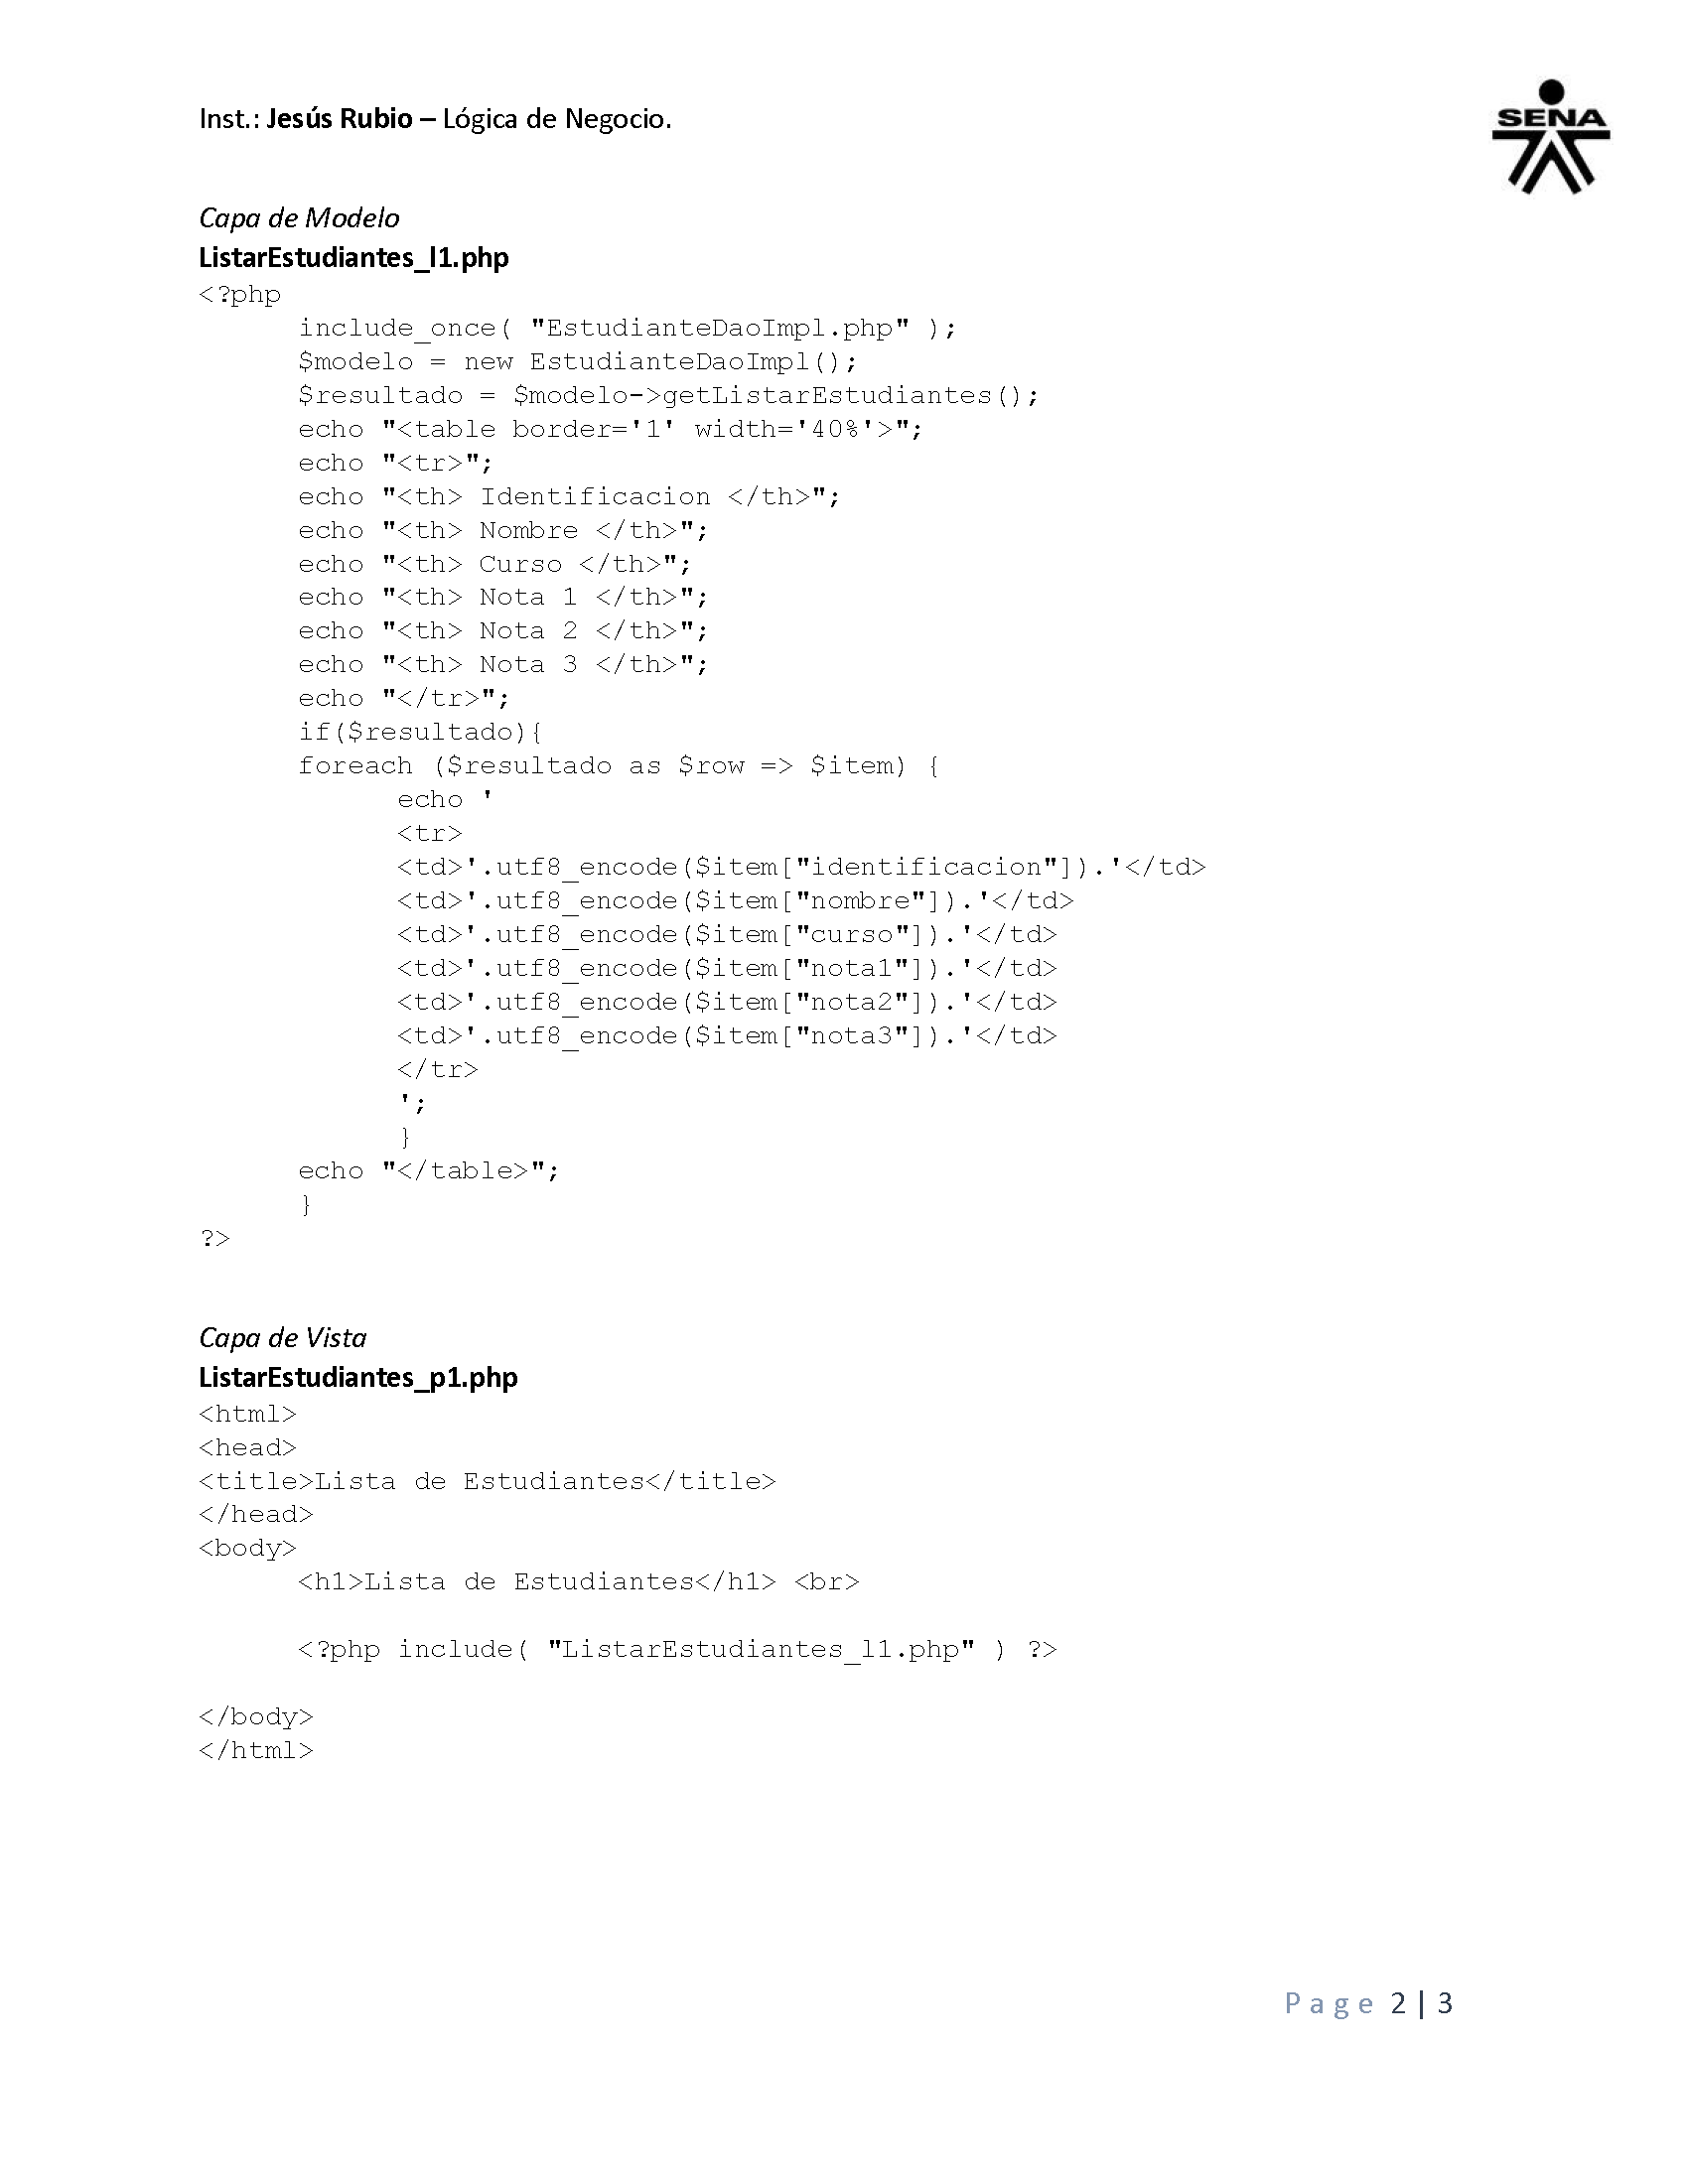 Inst.: Jesús Rubio – Lógica de Negocio.
SENA
Capa de Modelo
ListarEstudiantes_l1.php
<?php
include_once( "EstudianteDaoImpl.php" );
$modelo = new EstudianteDaoImpl();
$resultado = $modelo->getListarEstudiantes();
echo "<table border='1' width='40%'>";
echo "<tr>";
echo "<th> Identificacion </th>";
echo "<th> Nombre </th>";
echo "<th> Curso </th>";
echo "<th> Nota 1 </th>";
echo "<th> Nota 2 </th>";
echo "<th> Nota 3 </th>";
echo "</tr>";
if($resultado){
foreach ($resultado as $row => $item) {
echo '
<tr>
<td>'.utf8_encode($item["identificacion"]).'</td>
<td>'.utf8_encode($item["nombre"]).'</td>
<td>'.utf8_encode($item["curso"]).'</td>
<td>'.utf8_encode($item["nota1"]).'</td>
<td>'.utf8_encode($item["nota2"]).'</td>
<td>'.utf8_encode($item["nota3"]).'</td>
</tr>
';
}
echo "</table>";
}
?>
Capa de Vista
ListarEstudiantes_p1.php
<html>
<head>
<title>Lista de Estudiantes</title>
</head>
<body>
<h1>Lista de Estudiantes</h1> <br>
<?php include( "ListarEstudiantes_l1.php" ) ?>
</body>
</html>
Page 2 | 3